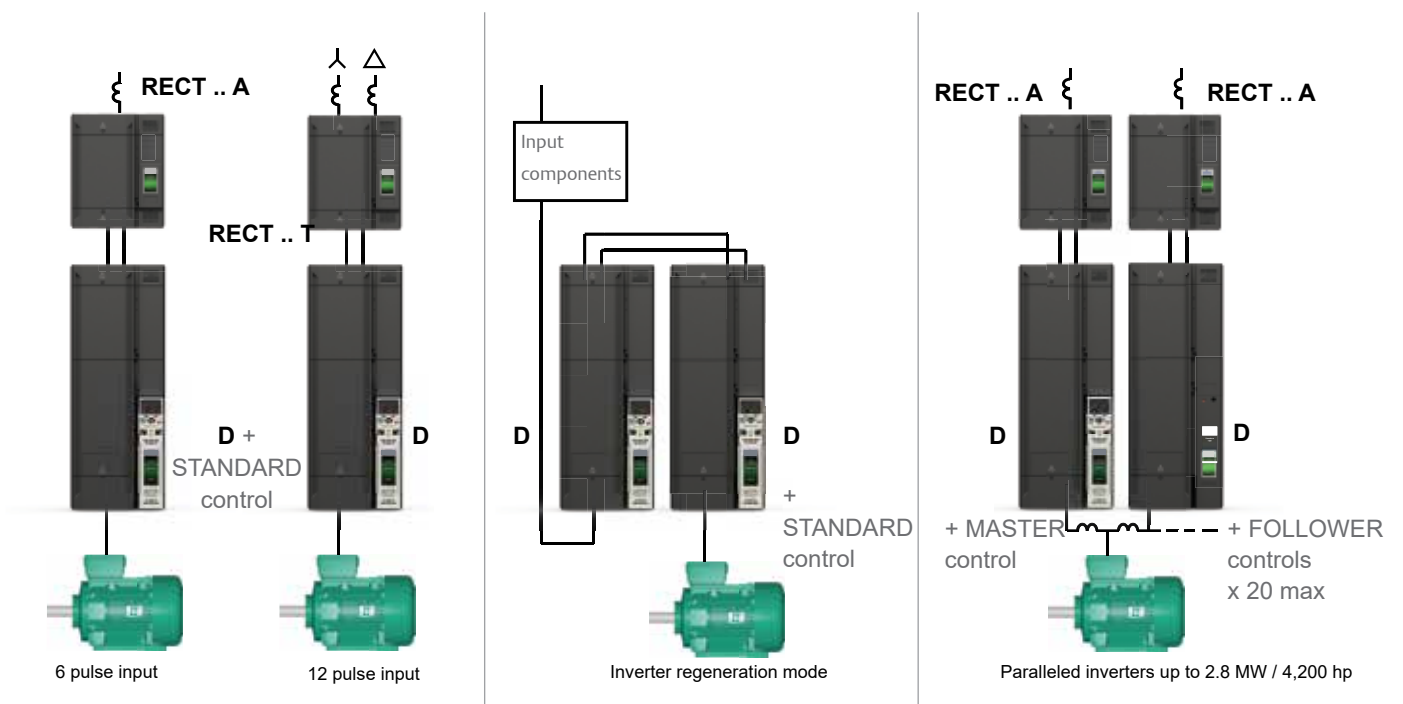 RECT .. A
RECT .. T
D +
STANDARD
control
D
6 pulse input
12 pulse input
Input
components
D
D
+
STANDARD
control
Inverter regeneration mode
RECT .. A
RECT .. A
D
D
+ MASTER
control
+ FOLLOWER
controls
x 20 max
Paralleled inverters up to 2.8 MW / 4,200 hp